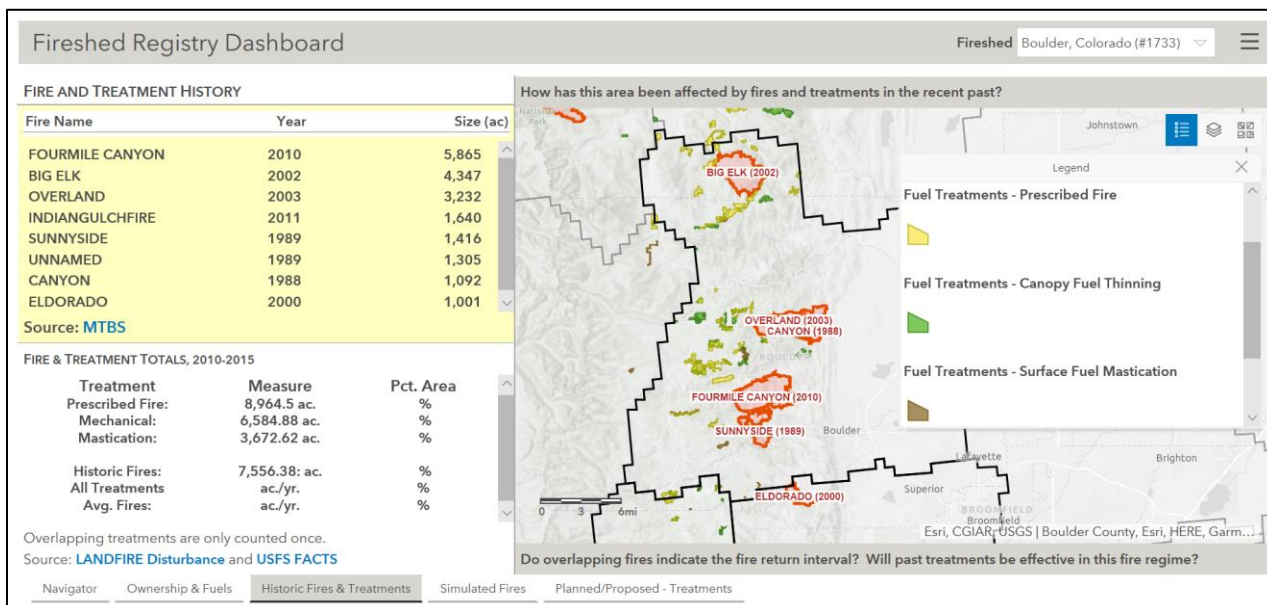 Fireshed Registry Dashboard
Fireshed Boulder, Colorado (#1733)
FIRE AND TREATMENT HISTORY
Fire Name Year Size (ac)
FOURMILE CANYON 2010 5,865
BIG ELK 2002 4,347
OVERLAND 2003 3,232
INDIANGULCHFIRE 2011 1,640
SUNNYSIDE 1989 1,416
UNNAMED 1989 1,305
CANYON 1988 1,092
ELDORADO 2000 1,001
Source: MTBS
FIRE & TREATMENT TOTALS, 2010-2015
Treatment Measure Pct. Area
Prescribed Fire: 8,964.5 ac. %
Mechanical: 6,584.88 ac. %
Mastication: 3,672.62 ac. %
Historic Fires: 7,556.38: ac. %
All Treatments ac./yr. %
Avg. Fires: ac./yr. %
Overlapping treatments are only counted once.
Source: LANDFIRE Disturbance and USFS FACTS
How has this area been affected by fires and treatments in the recent past?
National
Park
Johnstown
BIG ELK (2002)
OVERLAND (2003)
CANYON (1988)
BOULDER
FOURMILE CANYON (2010)
SUNNYSIDE (1989)
Boulder
Lafayette
Brighton
Superior
ELDORADO (2000)
BROOMFIELD
Broomfield
0 3 6mi
Esri, CGIAR, USGS | Boulder County, Esri, HERE, Garm...
Legend
Fuel Treatments - Prescribed Fire
Fuel Treatments - Canopy Fuel Thinning
Fuel Treatments - Surface Fuel Mastication
Do overlapping fires indicate the fire return interval? Will past treatments be effective in this fire regime?
Navigator Ownership & Fuels Historic Fires & Treatments Simulated Fires Planned/Proposed - Treatments